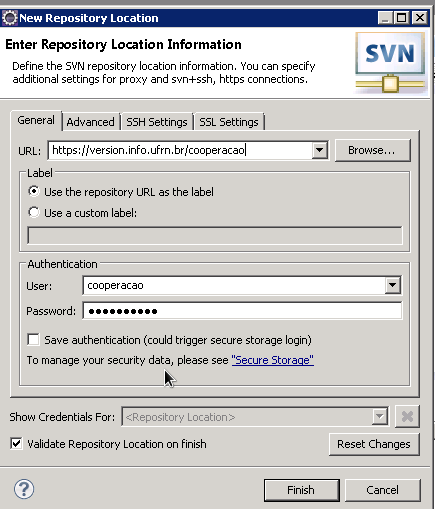 New Repository Location
Enter Repository Location Information
Define the SVN repository location information. You can specify
additional settings for proxy and svn+ssh, https connections.
SVN
General
Advanced
SSH Settings
SSL Settings
URL:
https://version.info.ufrn.br/cooperacao
Browse...
Label
Use the repository URL as the label
Use a custom label:
Authentication
User:
cooperacao
Password:
●●●●●●●●●●
Save authentication (could trigger secure storage login)
To manage your security data, please see "Secure Storage"
Show Credentials For:
<Repository Location>
Validate Repository Location on finish
Reset Changes
?
Finish
Cancel